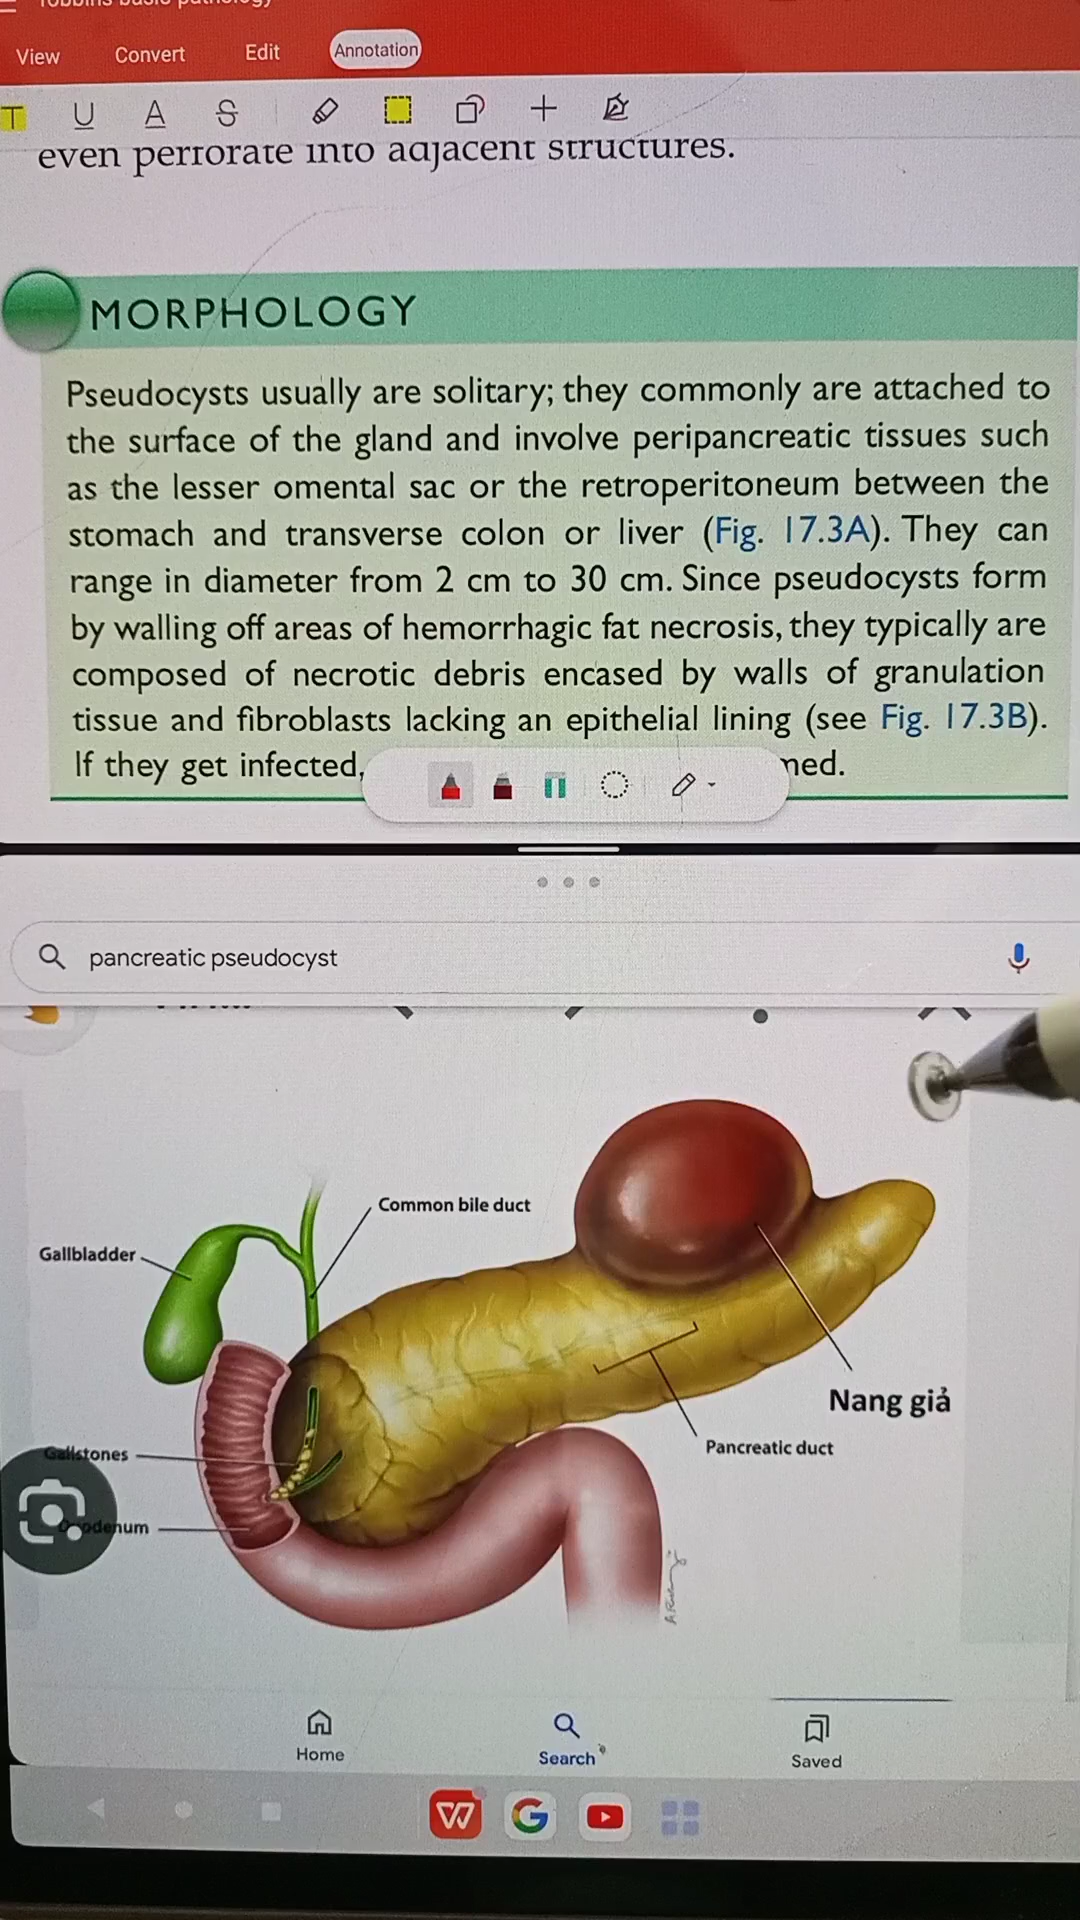 View Convert Edit Annotation
T U A S
even perforate into adjacent structures.
MORPHOLOGY
Pseudocysts usually are solitary; they commonly are attached to
the surface of the gland and involve peripancreatic tissues such
as the lesser omental sac or the retroperitoneum between the
stomach and transverse colon or liver (Fig. 17.3A). They can
range in diameter from 2 cm to 30 cm. Since pseudocysts form
by walling off areas of hemorrhagic fat necrosis, they typically are
composed of necrotic debris encased by walls of granulation
tissue and fibroblasts lacking an epithelial lining (see Fig. 17.3B).
If they get infected,
pancreatic pseudocyst
Common bile duct
Gallbladder
Nang giả
Pancreatic duct
Gallstones
Duodenum
Home
Search
Saved